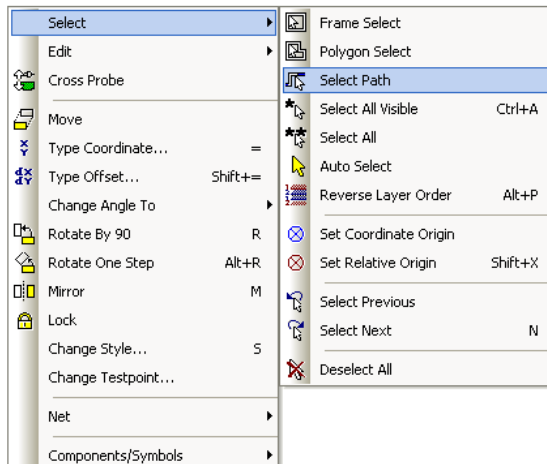 Select
Edit
Cross Probe
Move
Type Coordinate... =
Type Offset... Shift+=
Change Angle To
Rotate By 90 R
Rotate One Step Alt+R
Mirror M
Lock
Change Style... S
Change Testpoint...
Net
Components/Symbols
Frame Select
Polygon Select
Select Path
Select All Visible Ctrl+A
Select All
Auto Select
Reverse Layer Order Alt+P
Set Coordinate Origin
Set Relative Origin Shift+X
Select Previous
Select Next N
Deselect All